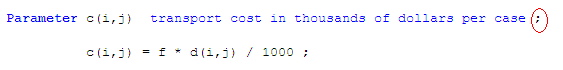 Parameter c(i,j) transport cost in thousands of dollars per case ;
c(i,j) = f * d(i,j) / 1000 ;